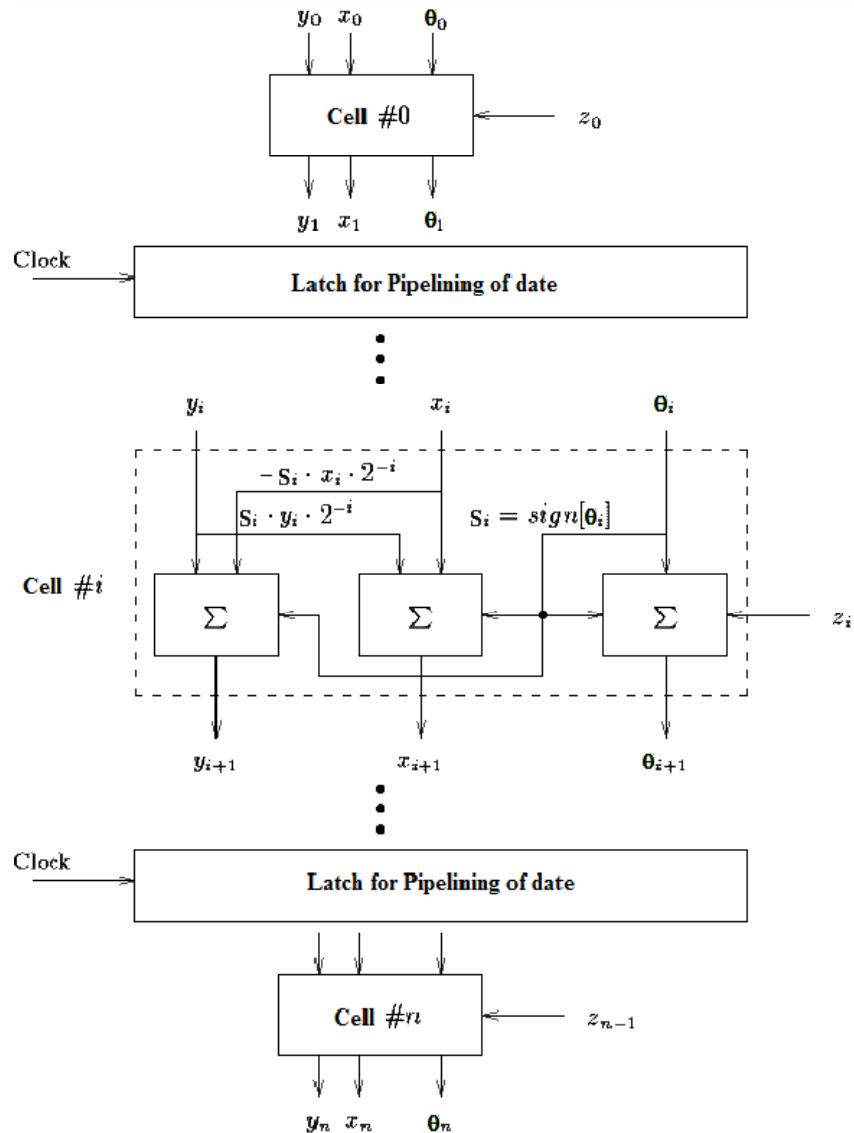 y₀ x₀ θ₀
Cell #0
z₀
y₁ x₁ θ₁
Clock
Latch for Pipelining of date
yᵢ xᵢ θᵢ
− Sᵢ · xᵢ · 2⁻ⁱ
Sᵢ · yᵢ · 2⁻ⁱ
Sᵢ = sign[θᵢ]
Cell #i
Σ Σ Σ
zᵢ
yᵢ₊₁ xᵢ₊₁ θᵢ₊₁
Clock
Latch for Pipelining of date
Cell #n
zₙ₋₁
yₙ xₙ θₙ